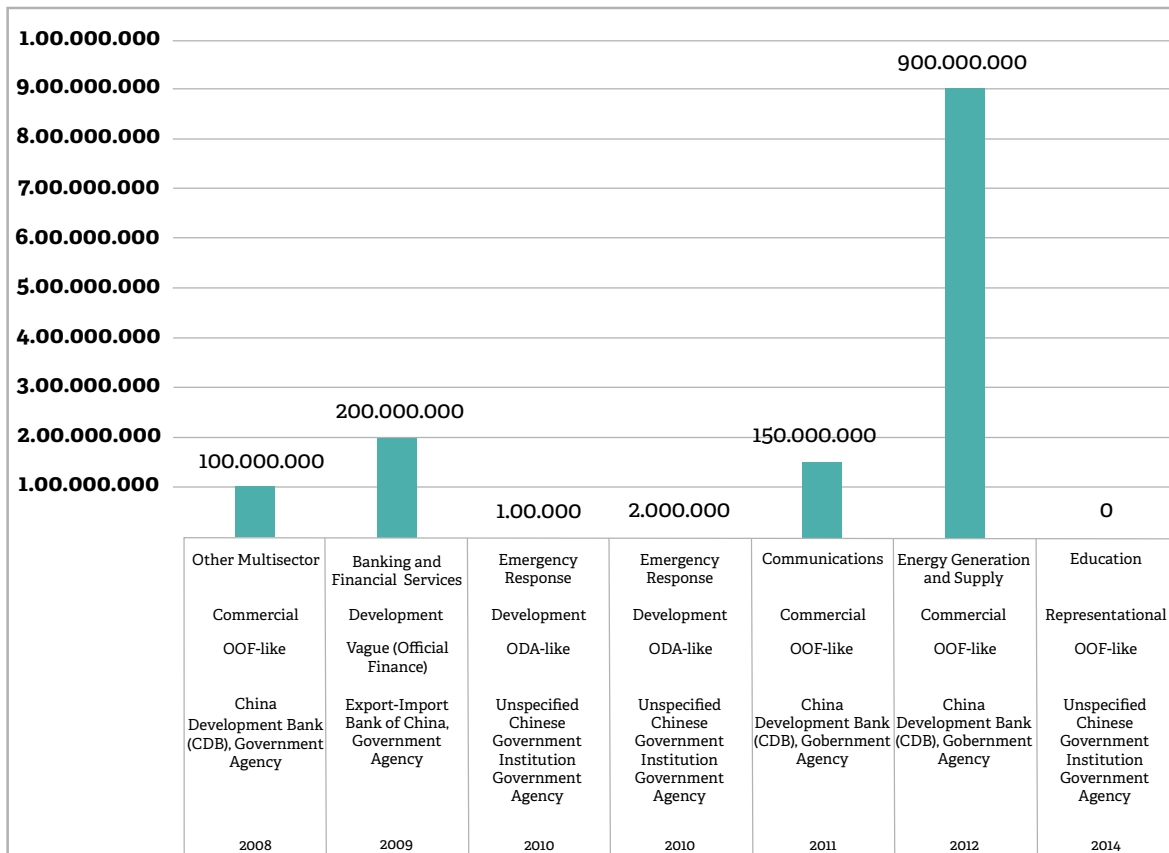 1.00.000.000
9.00.000.000
8.00.000.000
7.00.000.000
6.00.000.000
5.00.000.000
4.00.000.000
3.00.000.000
2.00.000.000
1.00.000.000
100.000.000
200.000.000
1.00.000
2.000.000
150.000.000
900.000.000
0
Other Multisector
Commercial
OOF-like
China
Development Bank
(CDB), Government
Agency
2008
Banking and
Financial Services
Development
Vague (Official
Finance)
Export-Import
Bank of China,
Government
Agency
2009
Emergency
Response
Development
ODA-like
Unspecified
Chinese
Government
Institution
Government
Agency
2010
Emergency
Response
Development
ODA-like
Unspecified
Chinese
Government
Institution
Government
Agency
2010
Communications
Commercial
OOF-like
China
Development Bank
(CDB), Gobernment
Agency
2011
Energy Generation
and Supply
Commercial
OOF-like
China
Development Bank
(CDB), Gobernment
Agency
2012
Education
Representational
OOF-like
Unspecified
Chinese
Government
Institution
Government
Agency
2014